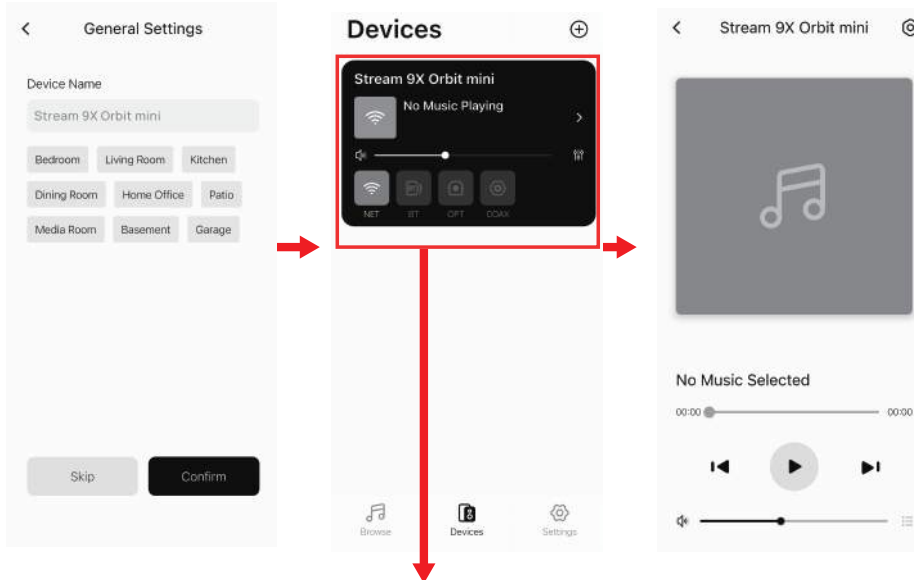 General Settings
Device Name
Stream 9X Orbit mini
Bedroom Living Room Kitchen
Dining Room Home Office Patio
Media Room Basement Garage
Skip Confirm
Devices
Stream 9X Orbit mini
No Music Playing
NET BT OPT COAX
Browse Devices Settings
Stream 9X Orbit mini
No Music Selected
00:00 00:00